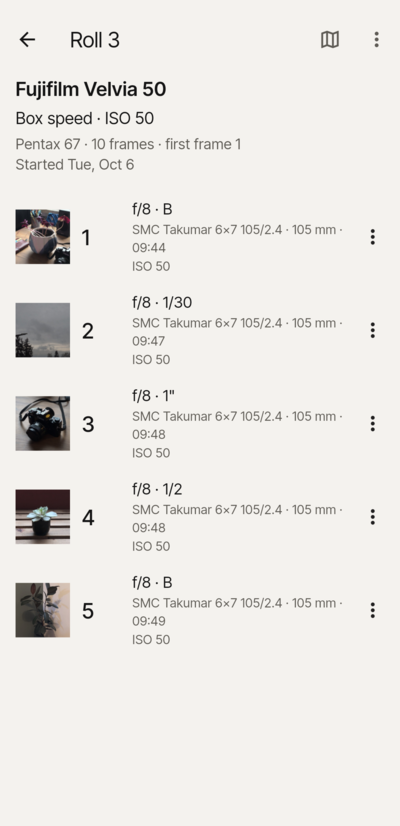 Roll 3
Fujifilm Velvia 50
Box speed · ISO 50
Pentax 67 · 10 frames · first frame 1
Started Tue, Oct 6
1
f/8 · B
SMC Takumar 6×7 105/2.4 · 105 mm ·
09:44
ISO 50
2
f/8 · 1/30
SMC Takumar 6×7 105/2.4 · 105 mm ·
09:47
ISO 50
3
f/8 · 1"
SMC Takumar 6×7 105/2.4 · 105 mm ·
09:48
ISO 50
4
f/8 · 1/2
SMC Takumar 6×7 105/2.4 · 105 mm ·
09:48
ISO 50
5
f/8 · B
SMC Takumar 6×7 105/2.4 · 105 mm ·
09:49
ISO 50